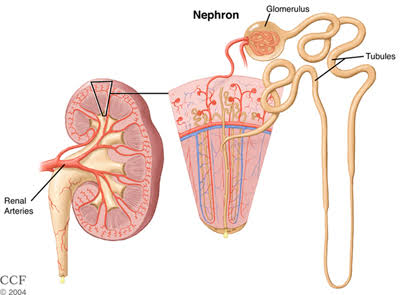 Nephron
Glomerulus
Tubules
Renal
Arteries
CCF
© 2004